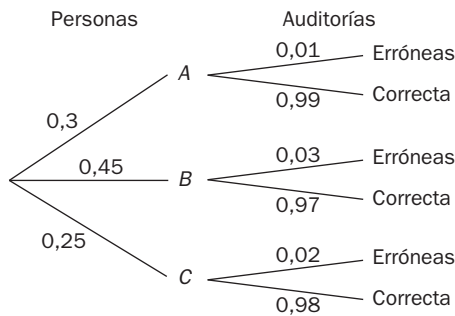 Personas Auditorías
0,01 Erróneas
A
0,99 Correcta
0,3
0,03 Erróneas
0,45 B
0,97 Correcta
0,25
0,02 Erróneas
C
0,98 Correcta